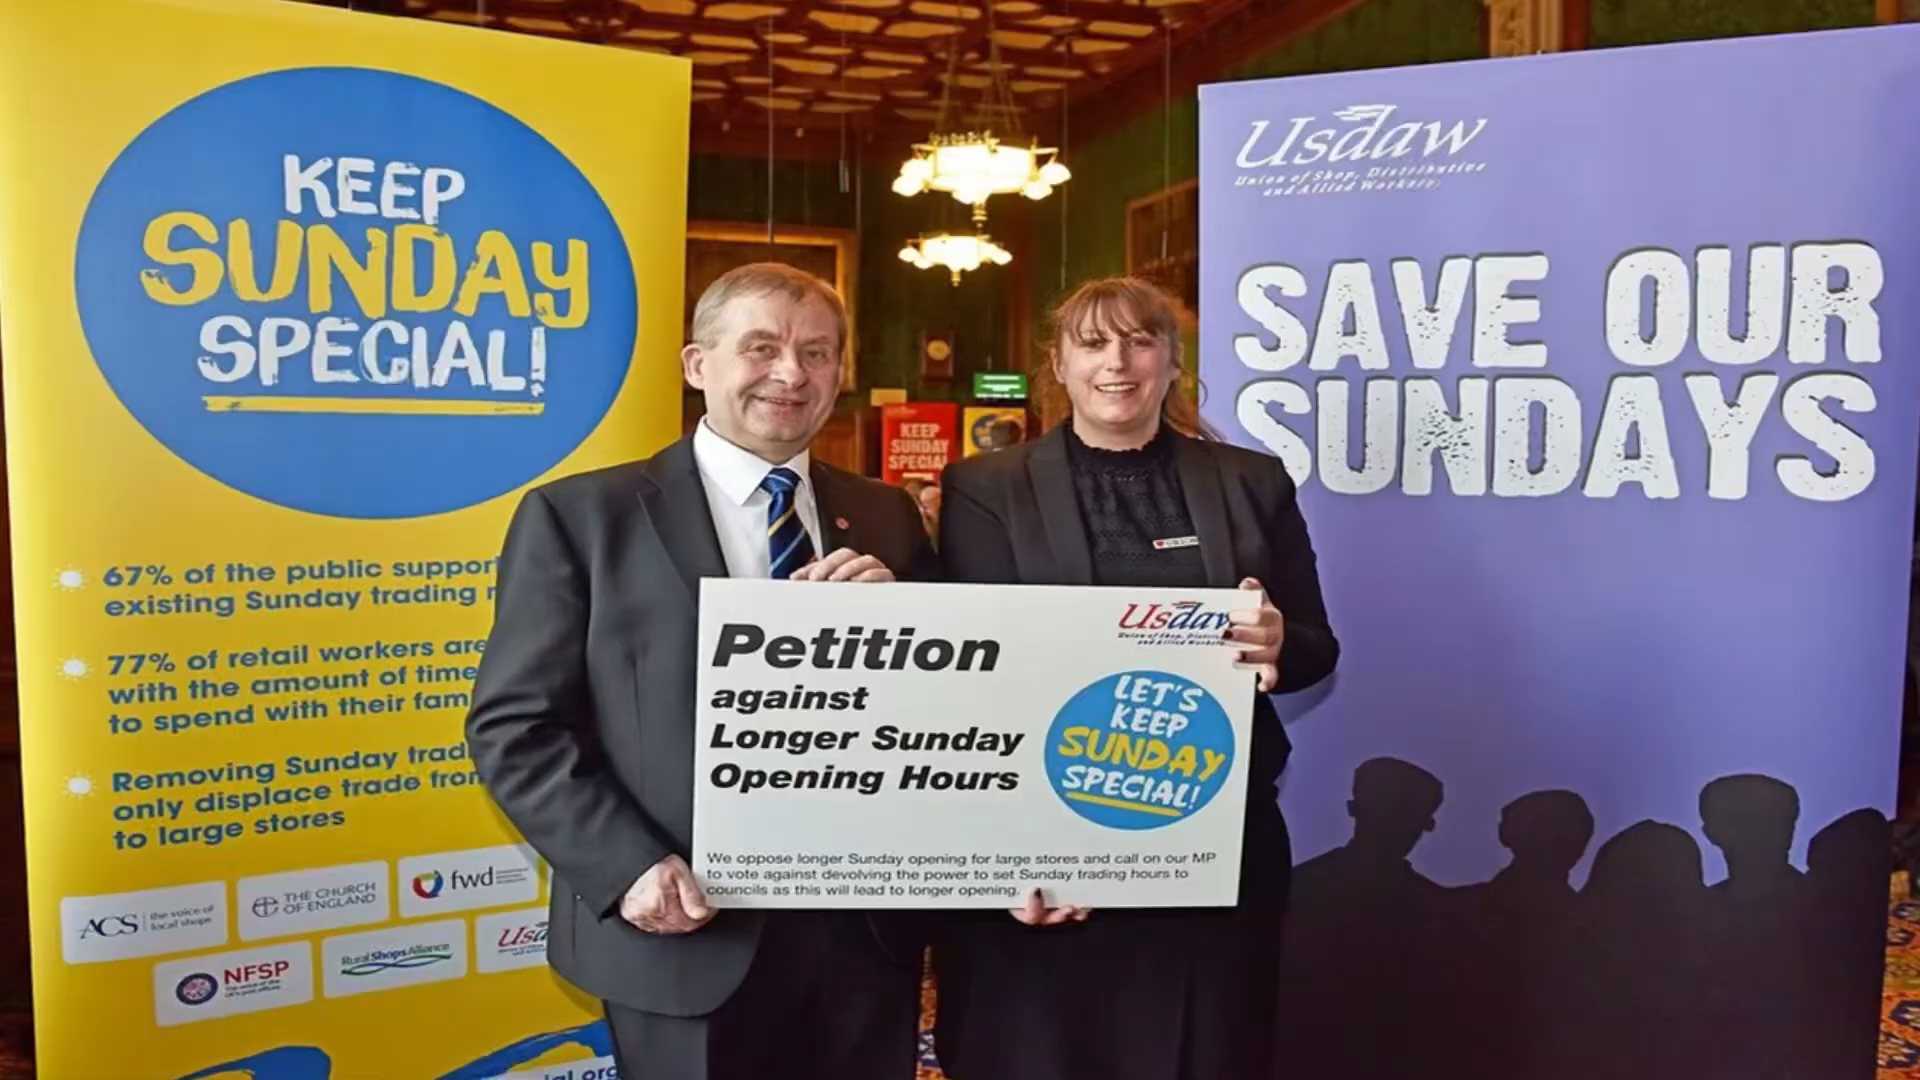 KEEP
SUNDAY
SPECIAL!
67% of the public suppor
existing Sunday trading r
77% of retail workers are
with the amount of time
to spend with their fam
Removing Sunday tradi
only displace trade from
to large stores
ACS the voice of
local shops
THE CHURCH
OF ENGLAND
fwd
NFSP
Rural Shops Alliance
Usda
KEEP
SUNDAY
SPECIAL
Petition
against
Longer Sunday
Opening Hours
Usdaw
LET'S
KEEP
SUNDAY
SPECIAL!
We oppose longer Sunday opening for large stores and call on our MP
to vote against devolving the power to set Sunday trading hours to
councils as this will lead to longer opening.
Usdaw
Union of Shop, Distributive
and Allied Workers
SAVE OUR
SUNDAYS